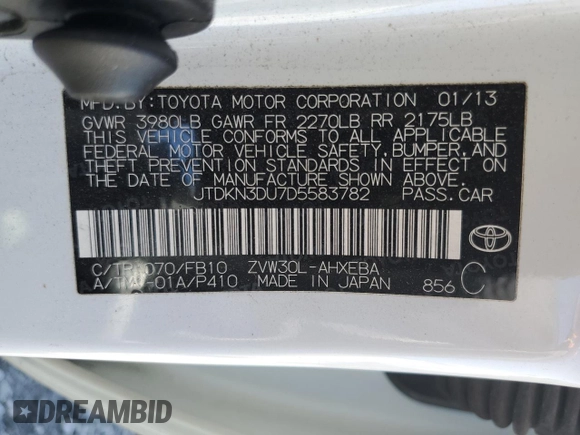 MFD.BY:TOYOTA MOTOR CORPORATION 01/13
GVWR 3980LB GAWR FR 2270LB RR 2175LB
THIS VEHICLE CONFORMS TO ALL APPLICABLE
FEDERAL MOTOR VEHICLE SAFETY,BUMPER,AND
THEFT PREVENTION STANDARDS IN EFFECT ON
THE DATE OF MANUFACTURE SHOWN ABOVE.
JTDKN3DU7D5583782 PASS.CAR
C/TR:070/FB10 ZVW30L-AHXEBA
A/TM:-01A/P410 MADE IN JAPAN 856 C
DREAMBID